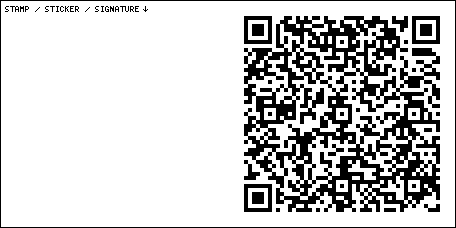 STAMP / STICKER / SIGNATURE ↓